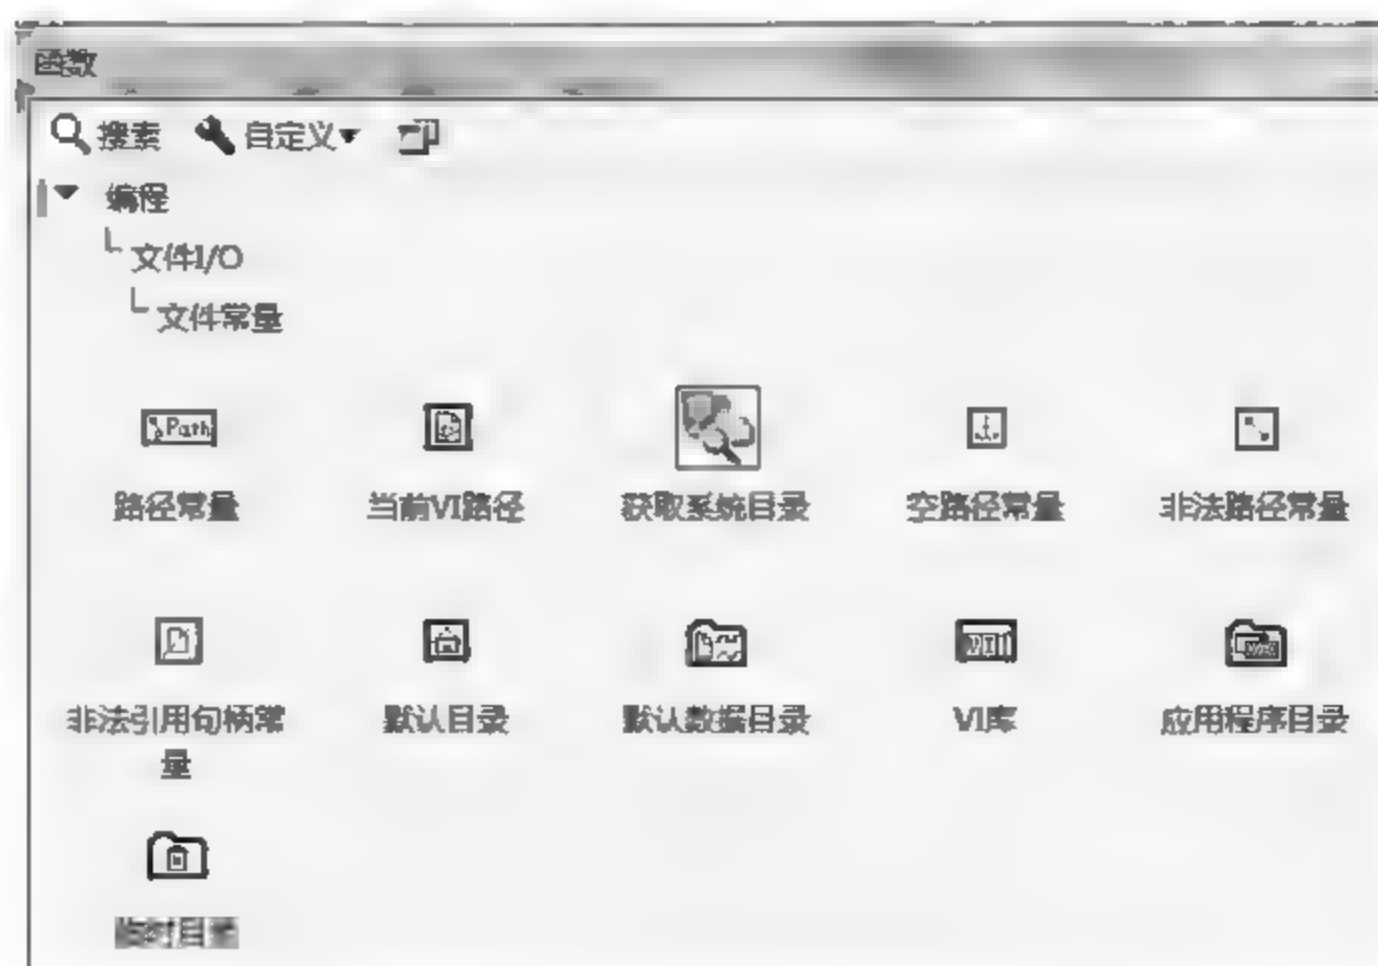 函数
搜索 自定义
编程
文件I/O
文件常量
Path
路径常量 当前VI路径 获取系统目录 空路径常量 非法路径常量
非法引用句柄常 默认目录 默认数据目录 VI库 应用程序目录
量
临时目录